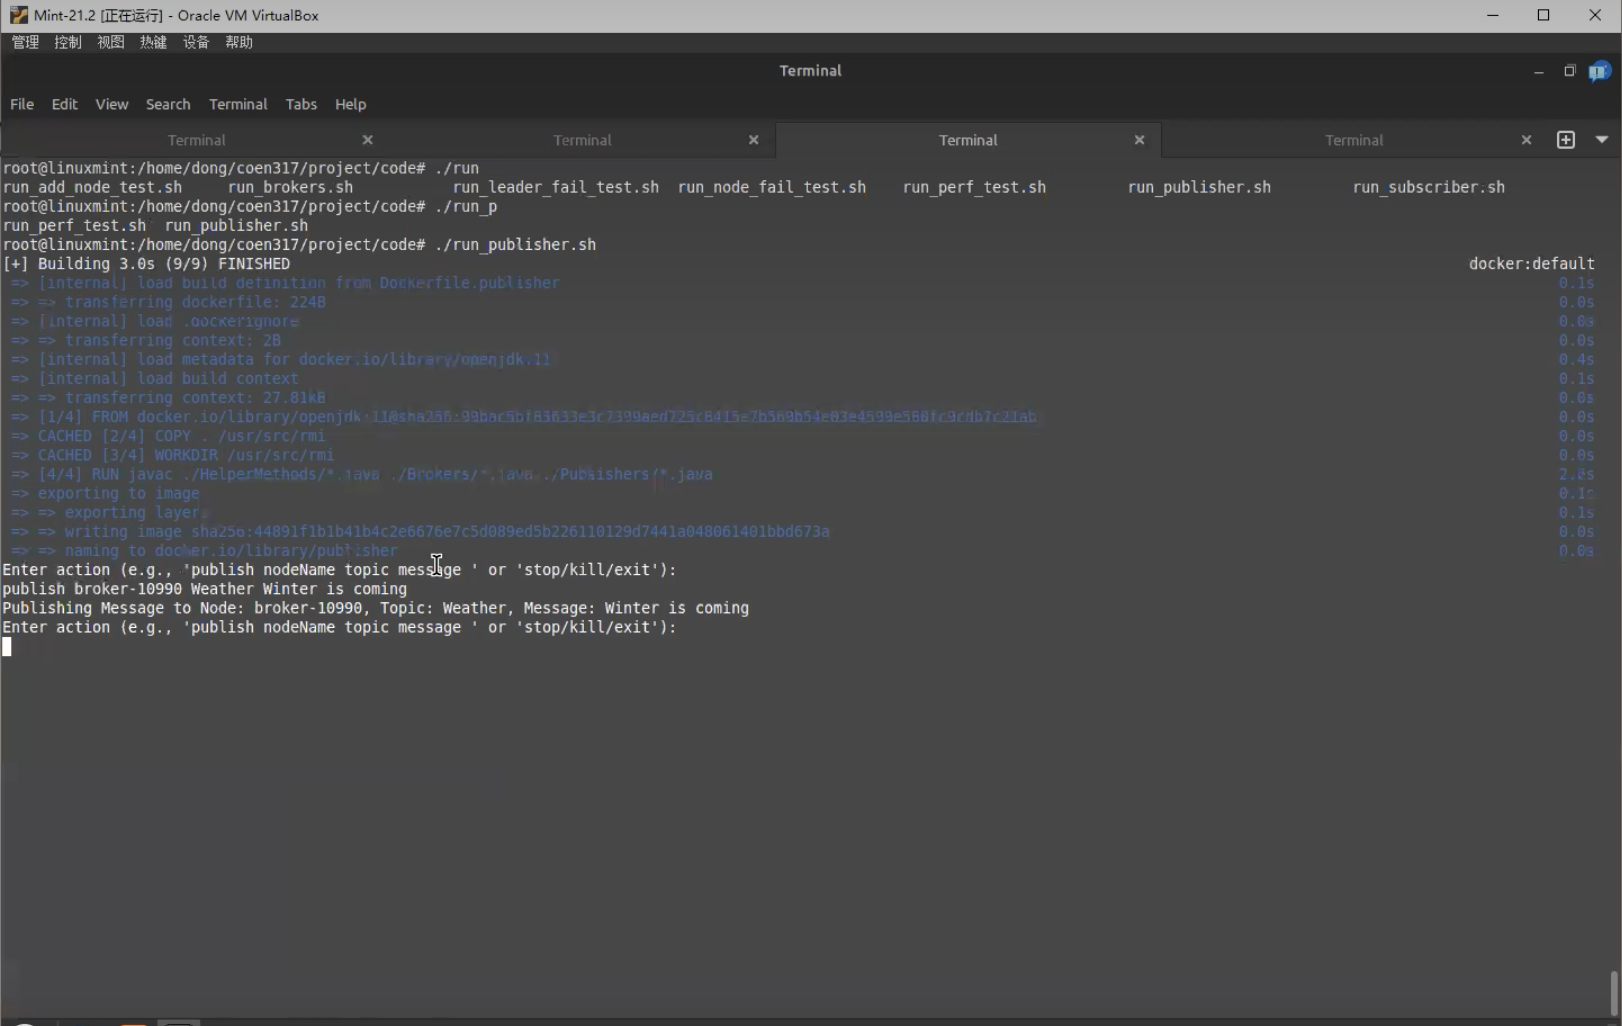 Mint-21.2 [正在运行] - Oracle VM VirtualBox
管理 控制 视图 热键 设备 帮助
Terminal
File Edit View Search Terminal Tabs Help
Terminal Terminal Terminal Terminal
root@linuxmint:/home/dong/coen317/project/code# ./run
run_add_node_test.sh run_brokers.sh run_leader_fail_test.sh run_node_fail_test.sh run_perf_test.sh run_publisher.sh run_subscriber.sh
root@linuxmint:/home/dong/coen317/project/code# ./run_p
run_perf_test.sh run_publisher.sh
root@linuxmint:/home/dong/coen317/project/code# ./run_publisher.sh
[+] Building 3.0s (9/9) FINISHED docker:default
=> [internal] load build definition from Dockerfile.publisher 0.1s
=> => transferring dockerfile: 224B 0.0s
=> [internal] load .dockerignore 0.0s
=> => transferring context: 2B 0.0s
=> [internal] load metadata for docker.io/library/openjdk:11 0.4s
=> [internal] load build context 0.1s
=> => transferring context: 27.81kB 0.0s
=> [1/4] FROM 0.0s
=> CACHED [2/4] COPY . /usr/src/rmi 0.0s
=> CACHED [3/4] WORKDIR /usr/src/rmi 0.0s
=> [4/4] RUN javac ./HelperMethods/*.java ./Brokers/*.java ./Publishers/*.java
=> exporting to image 0.1s
=> => exporting layers 0.1s
=> => writing image sha256:44891f1b1b41b4c2e6676e7c5d089ed5b226110129d7441a048061401bbd673a 0.0s
=> => naming to docker.io/library/publisher 0.0s
Enter action (e.g., 'publish nodeName topic message ' or 'stop/kill/exit'):
publish broker-10990 Weather Winter is coming
Publishing Message to Node: broker-10990, Topic: Weather, Message: Winter is coming
Enter action (e.g., 'publish nodeName topic message ' or 'stop/kill/exit'):